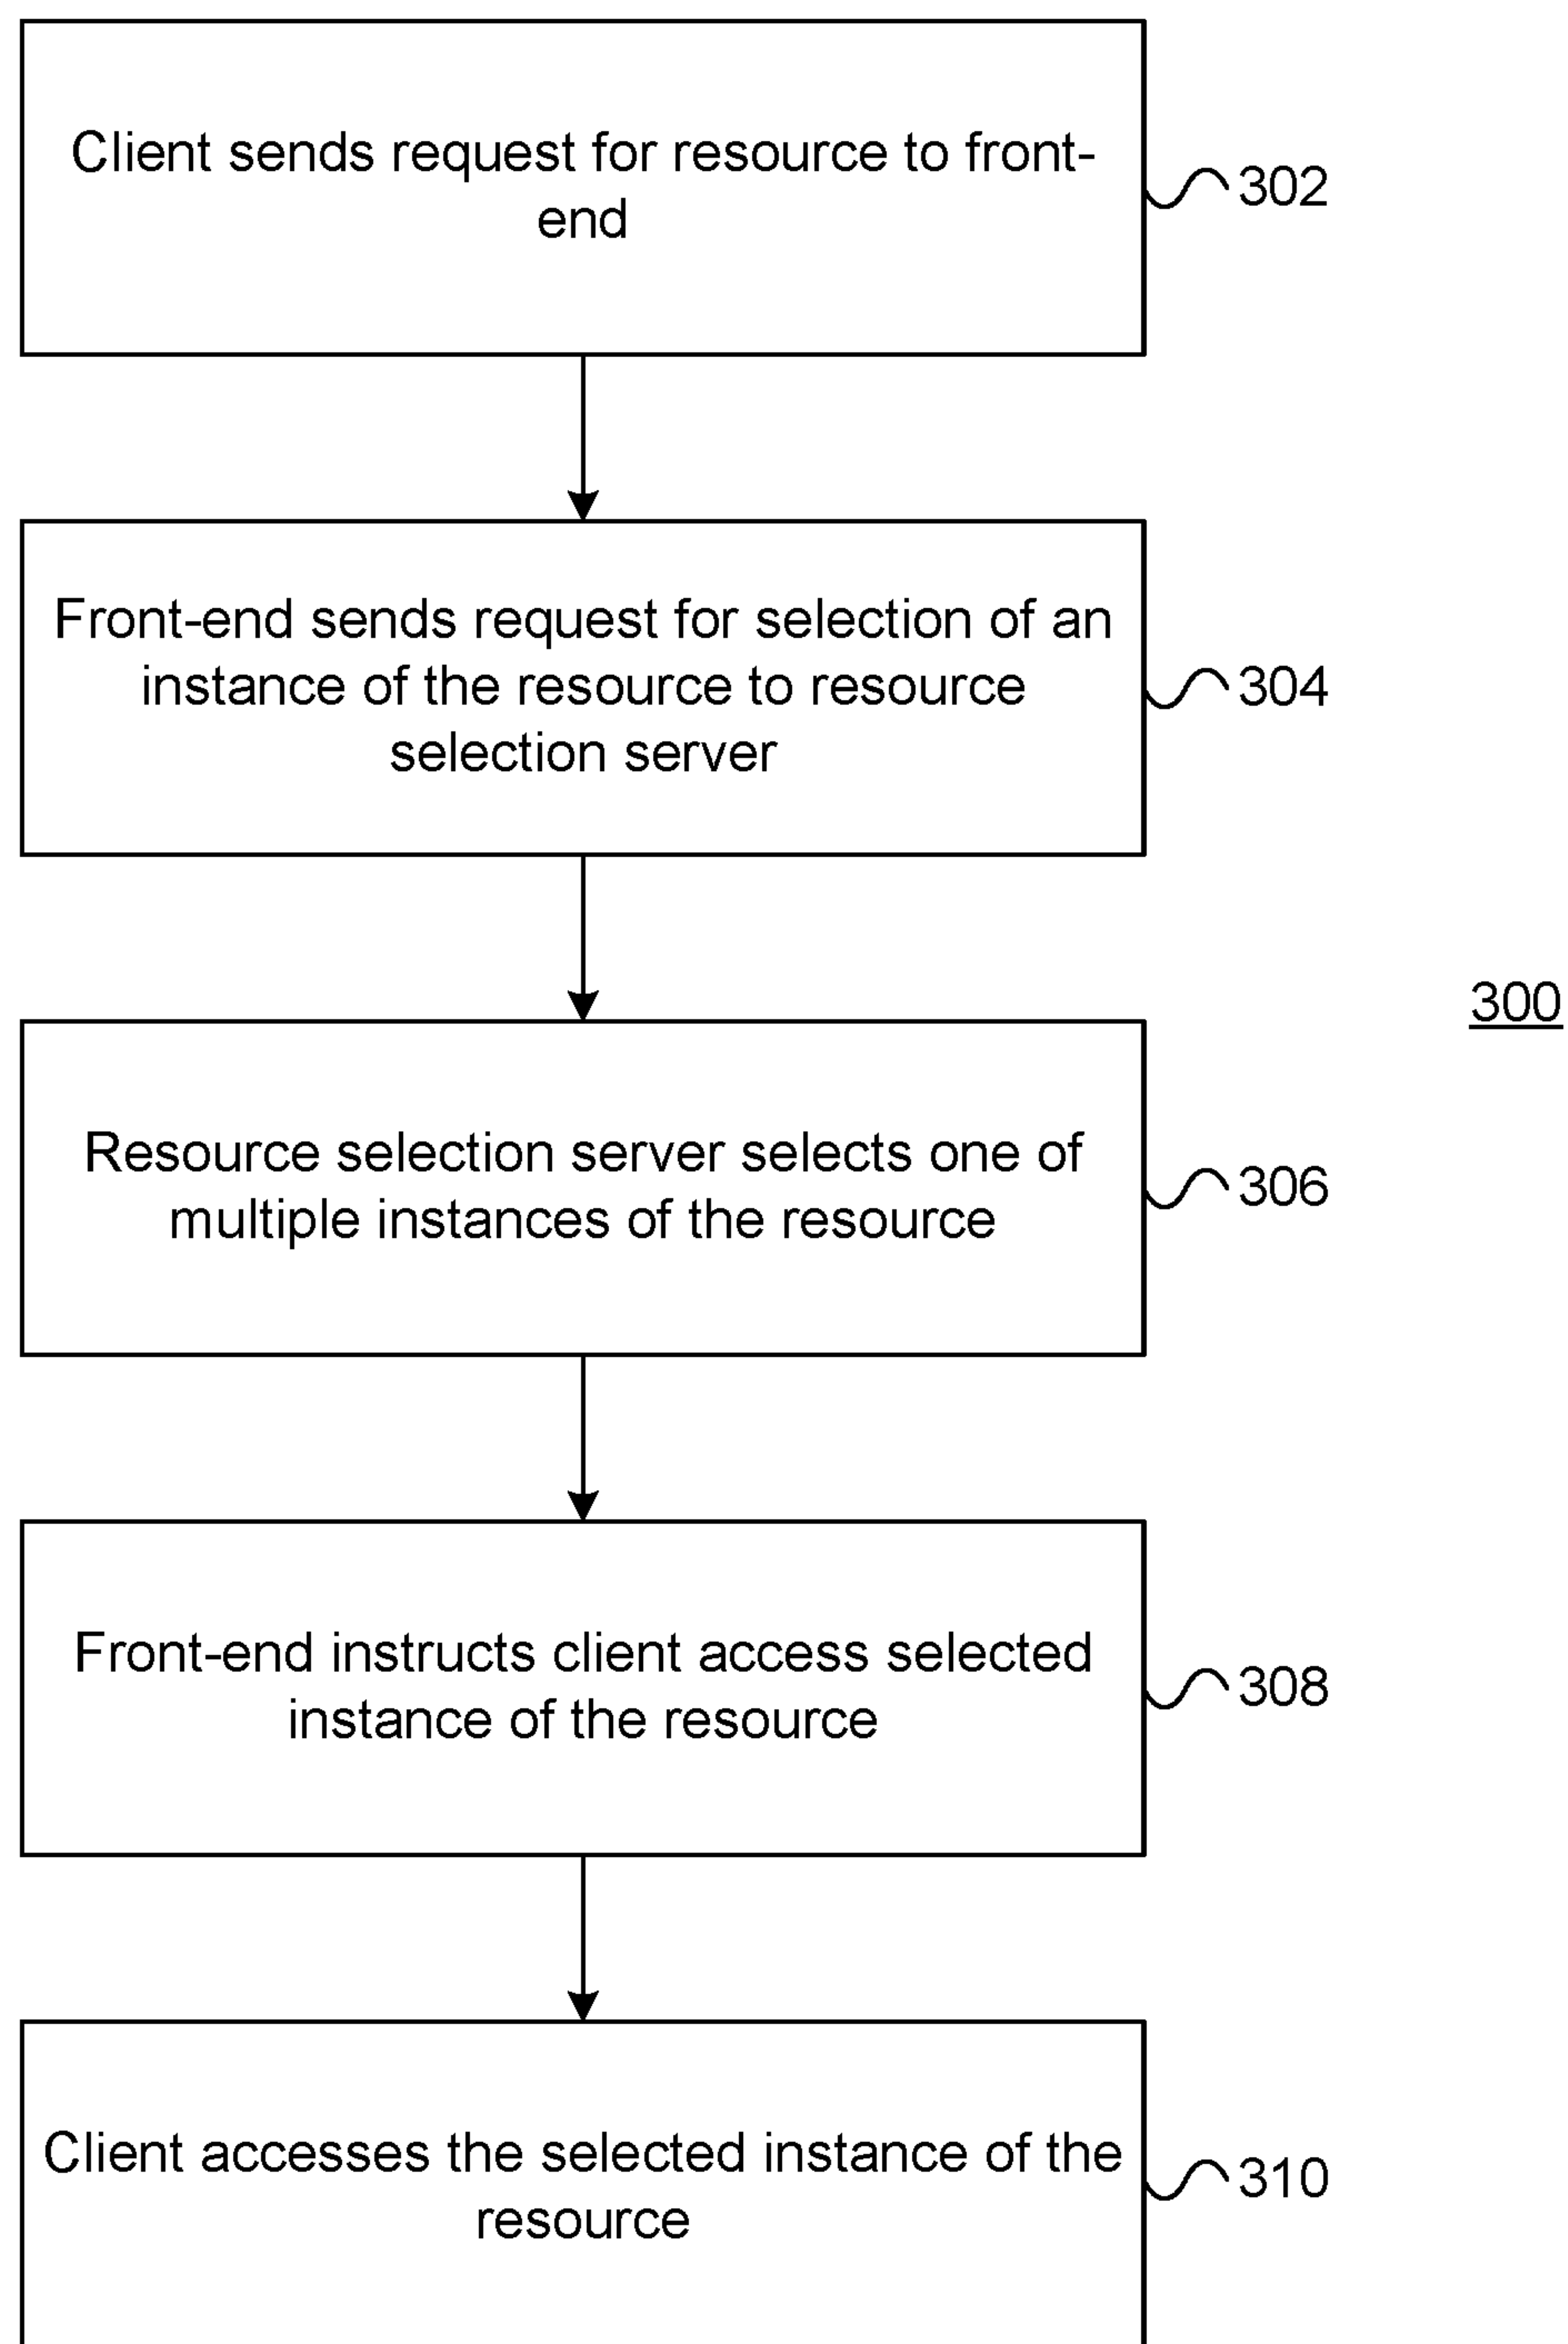 Client sends request for resource to front-
end
302
Front-end sends request for selection of an
instance of the resource to resource
selection server
304
300
Resource selection server selects one of
multiple instances of the resource
306
Front-end instructs client access selected
instance of the resource
308
Client accesses the selected instance of the
resource
310